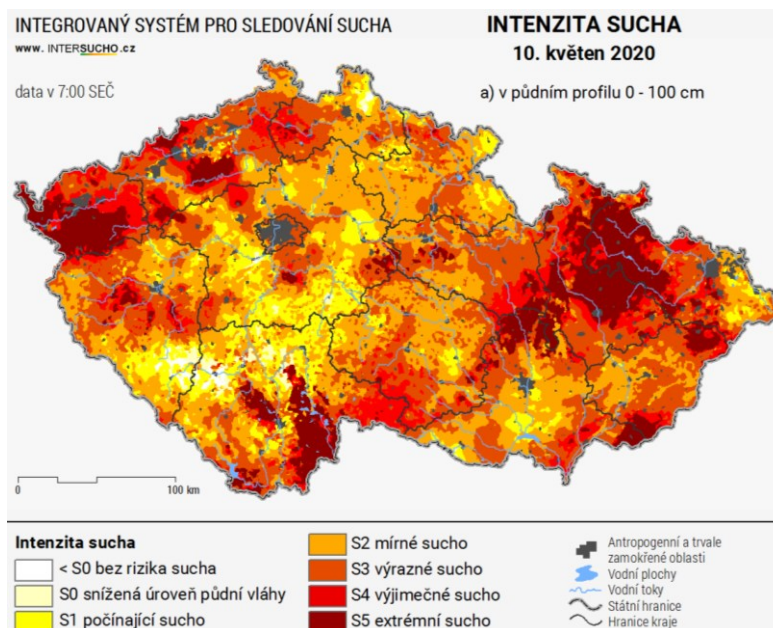 INTEGROVANÝ SYSTÉM PRO SLEDOVÁNÍ SUCHA
www. INTERSUCHO.cz
data v 7:00 SEČ
INTENZITA SUCHA
10. květen 2020
a) v půdním profilu 0 - 100 cm
0 100 km
Intenzita sucha
< S0 bez rizika sucha
S0 snížená úroveň půdní vláhy
S1 počínající sucho
S2 mírné sucho
S3 výrazné sucho
S4 výjimečné sucho
S5 extrémní sucho
Antropogenní a trvale
zamokřené oblasti
Vodní plochy
Vodní toky
Státní hranice
Hranice kraje